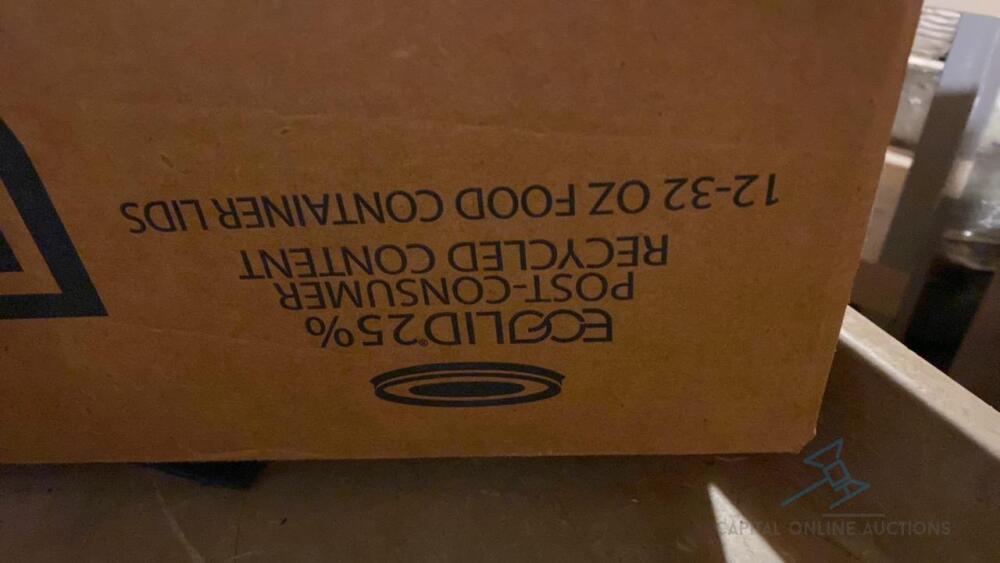 ECOLID® 25%
POST-CONSUMER
RECYCLED CONTENT
12-32 OZ FOOD CONTAINER LIDS
CAPITAL ONLINE AUCTIONS